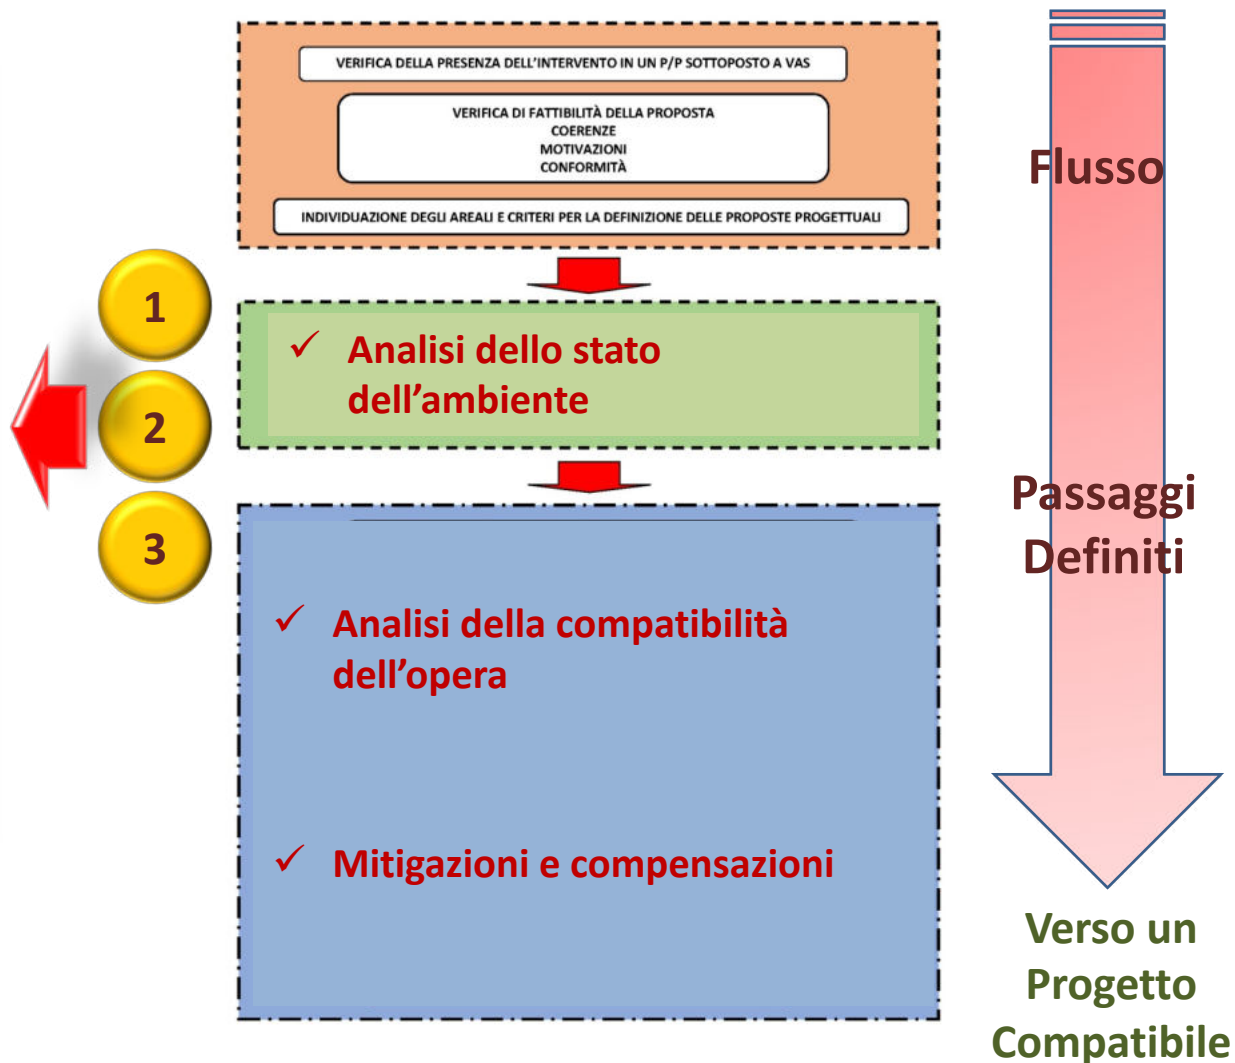 VERIFICA DELLA PRESENZA DELL'INTERVENTO IN UN P/P SOTTOPOSTO A VAS
VERIFICA DI FATTIBILITÀ DELLA PROPOSTA
COERENZE
MOTIVAZIONI
CONFORMITÀ
INDIVIDUAZIONE DEGLI AREALI E CRITERI PER LA DEFINIZIONE DELLE PROPOSTE PROGETTUALI
1
2
3
✓ Analisi dello stato
dell’ambiente
✓ Analisi della compatibilità
dell’opera
✓ Mitigazioni e compensazioni
Flusso
Passaggi
Definiti
Verso un
Progetto
Compatibile